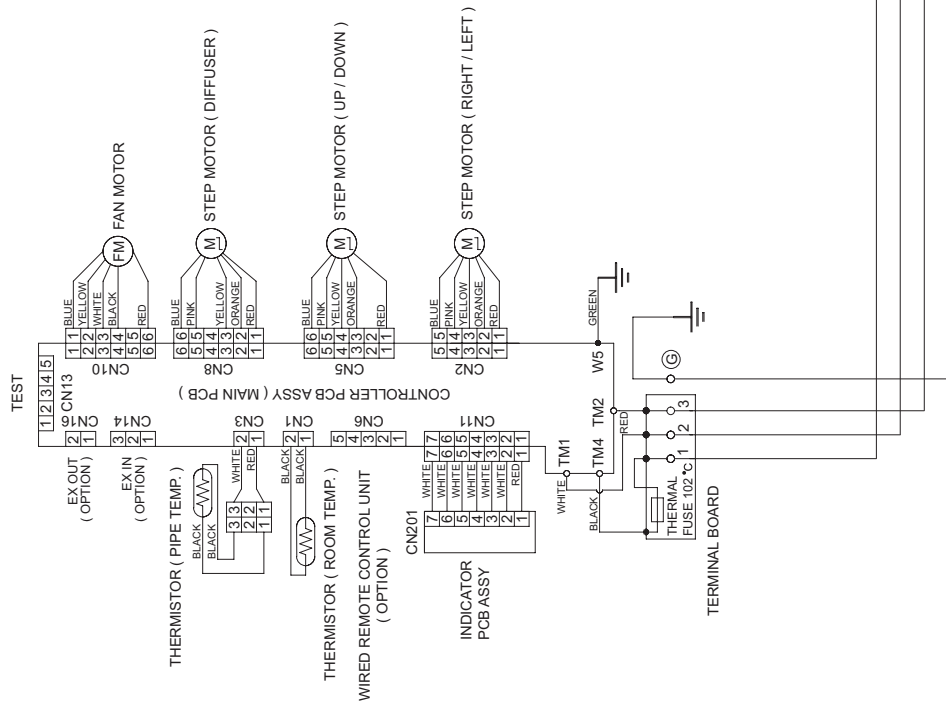 TEST
1 2 3 4 5
CN13
EX OUT
( OPTION )
2
1
CN16
EX IN
( OPTION )
3
2
1
CN14
THERMISTOR ( PIPE TEMP. )
BLACK
BLACK
3 3
2 2
1 1
WHITE
RED
2
1
CN3
THERMISTOR ( ROOM TEMP. )
BLACK
BLACK
2
1
CN1
WIRED REMOTE CONTROL UNIT
( OPTION )
5
4
3
2
1
CN6
INDICATOR
PCB ASSY
CN201
7 WHITE 7 7
6 WHITE 6 6
5 WHITE 5 5
4 WHITE 4 4
3 WHITE 3 3
2 WHITE 2 2
1 RED 1 1
CN11
CONTROLLER PCB ASSY ( MAIN PCB )
CN10
1 1 BLUE
2 2 YELLOW
3 3 WHITE
4 4 BLACK
5 5
6 6 RED
FM
FAN MOTOR
CN8
6 6 BLUE
5 5 PINK
4 4 YELLOW
3 3 ORANGE
2 2 RED
1 1
M
STEP MOTOR ( DIFFUSER )
CN5
6 6 BLUE
5 5 PINK
4 4 YELLOW
3 3 ORANGE
2 2
1 1 RED
M
STEP MOTOR ( UP / DOWN )
CN2
5 5 BLUE
4 4 PINK
3 3 YELLOW
2 2 ORANGE
1 1 RED
M
STEP MOTOR ( RIGHT / LEFT )
WHITE
TM1
BLACK
TM4
TM2
RED
W5
GREEN
THERMAL
FUSE 102°C
1
2
3
G
TERMINAL BOARD